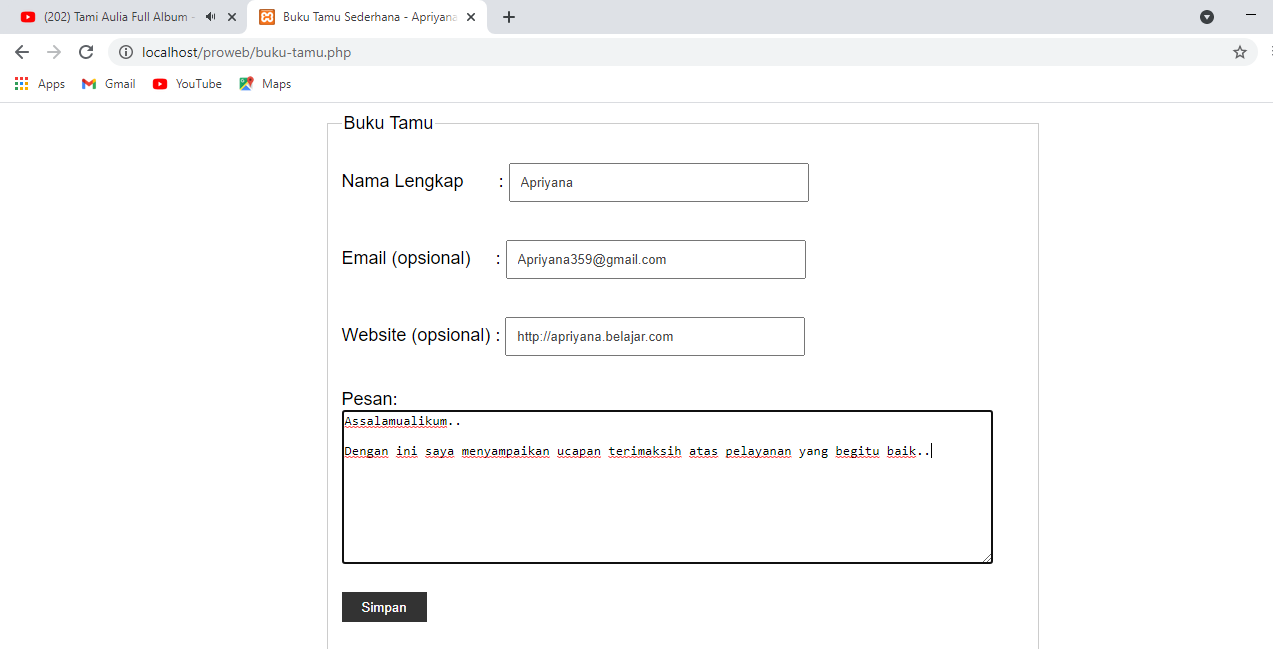 (202) Tami Aulia Full Album -
Buku Tamu Sederhana - Apriyana
localhost/proweb/buku-tamu.php
Apps Gmail YouTube Maps
Buku Tamu
Nama Lengkap : Apriyana
Email (opsional) : Apriyana359@gmail.com
Website (opsional) : http://apriyana.belajar.com
Pesan:
Assalamualikum..
Dengan ini saya menyampaikan ucapan terimaksih atas pelayanan yang begitu baik..
Simpan